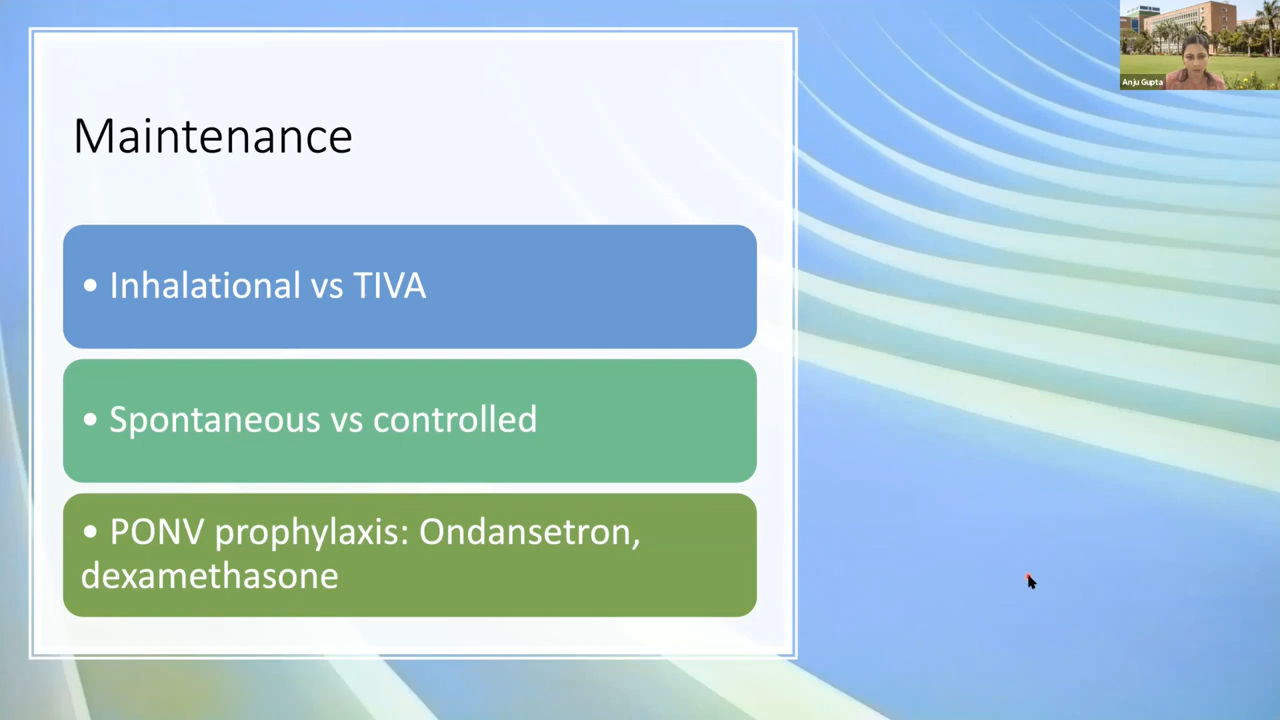 Anju Gupta
Maintenance
• Inhalational vs TIVA
• Spontaneous vs controlled
• PONV prophylaxis: Ondansetron,
dexamethasone